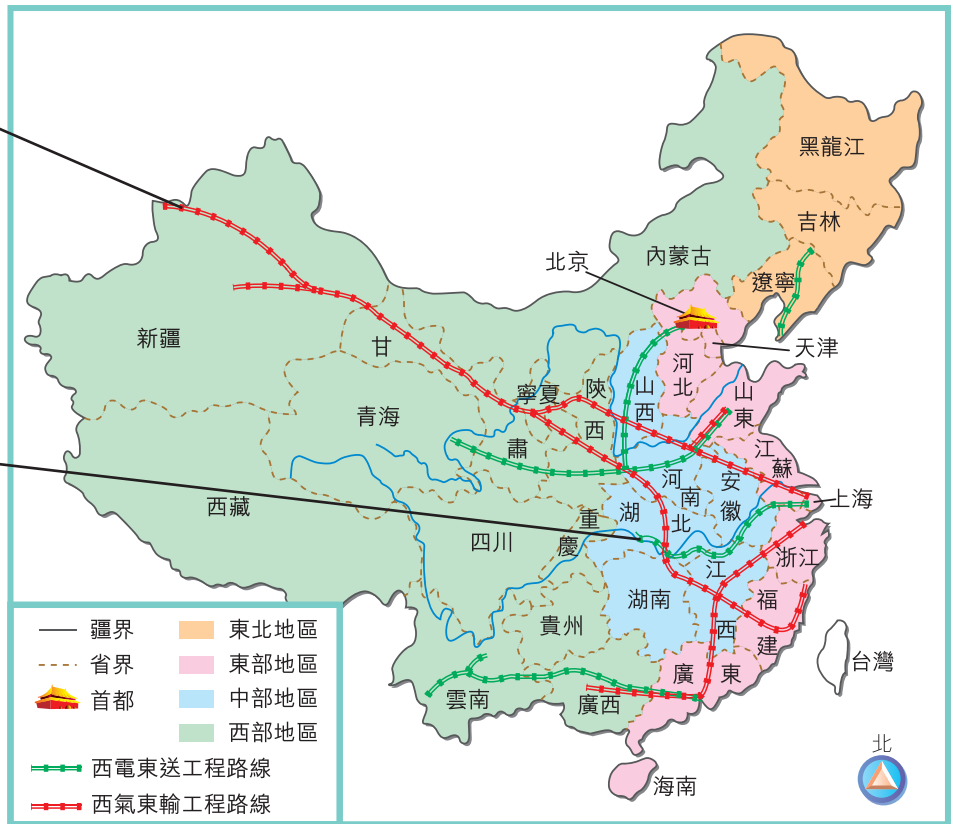 黑龍江
吉林
遼寧
內蒙古
北京
天津
新疆
甘
肅
寧夏
陝
西
山
西
河
北
山
東
青海
江
蘇
河
南
安
徽
上海
西藏
四川
重
慶
湖
北
浙江
江
西
湖南
福
建
貴州
台灣
雲南
廣西
廣
東
海南
北
疆界
省界
首都
東北地區
東部地區
中部地區
西部地區
西電東送工程路線
西氣東輸工程路線